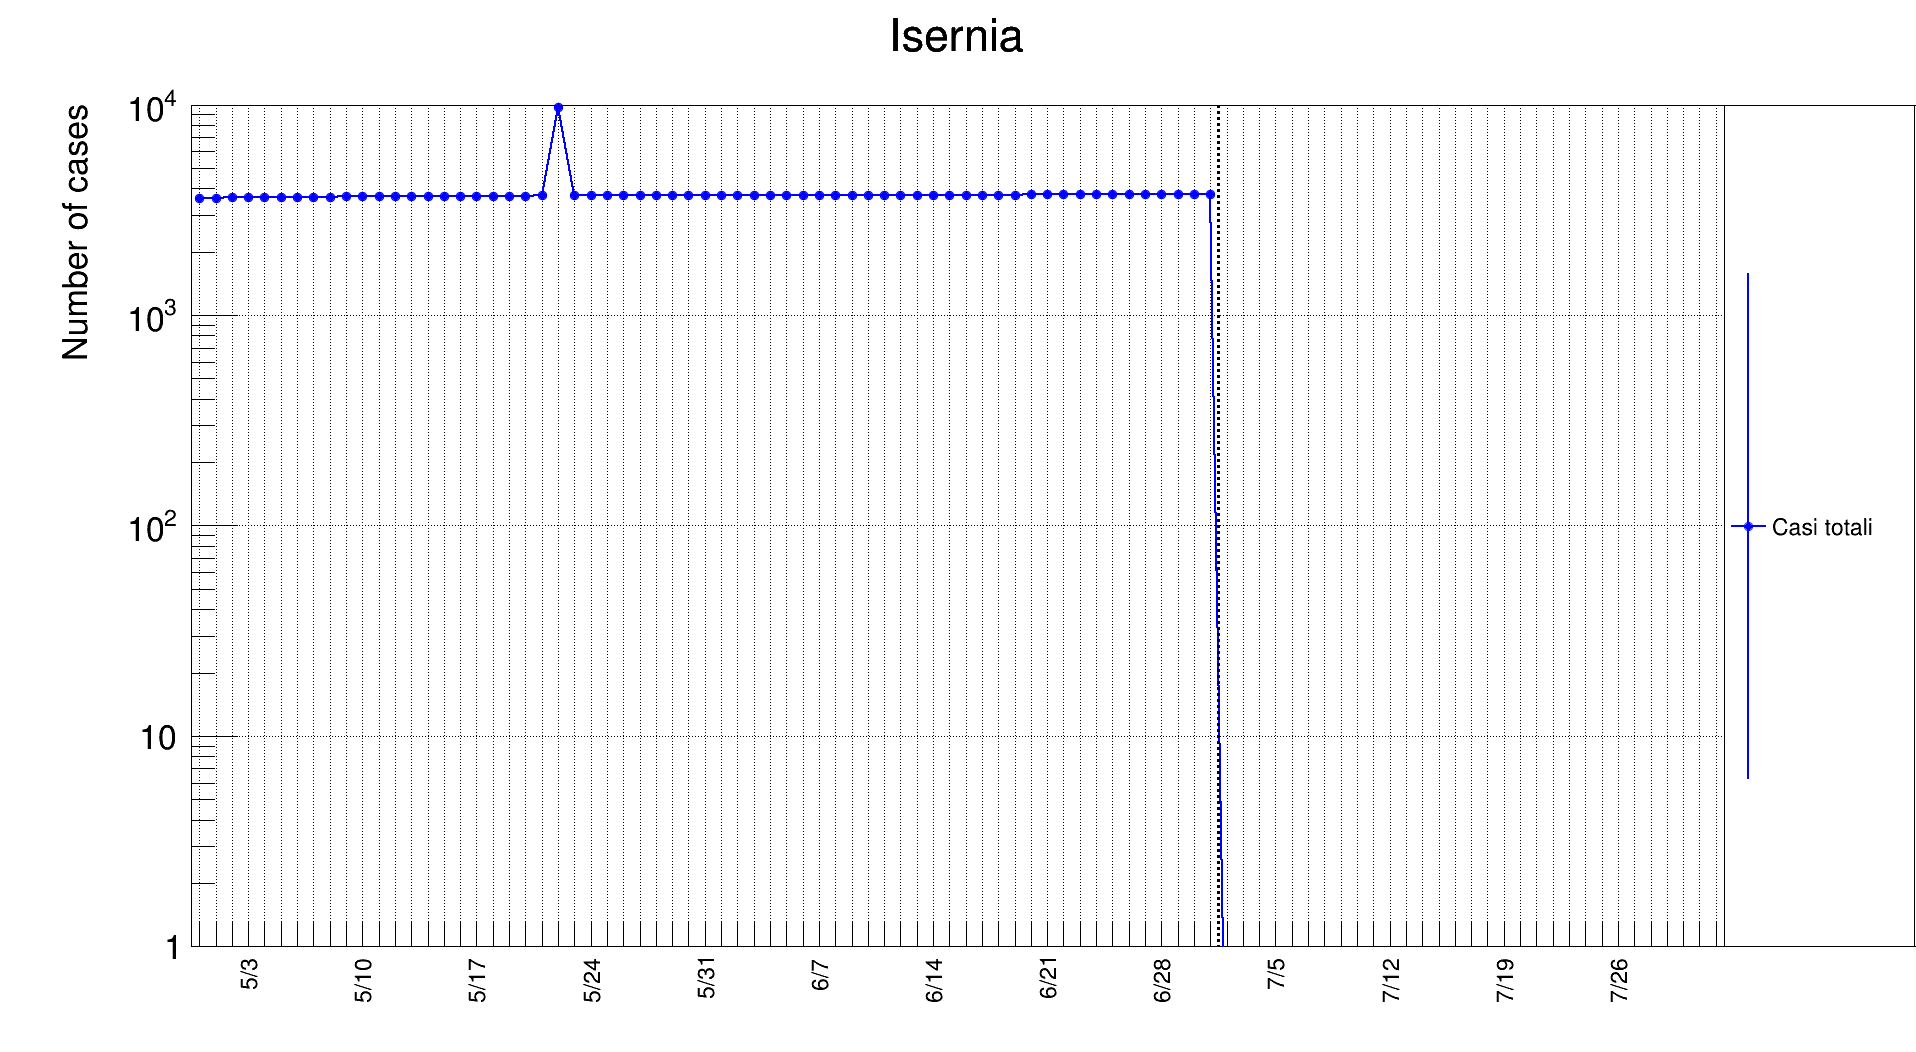 Isernia
Number of cases
10^4
10^3
10^2
10
1
5/3 5/10 5/17 5/24 5/31 6/7 6/14 6/21 6/28 7/5 7/12 7/19 7/26
Casi totali